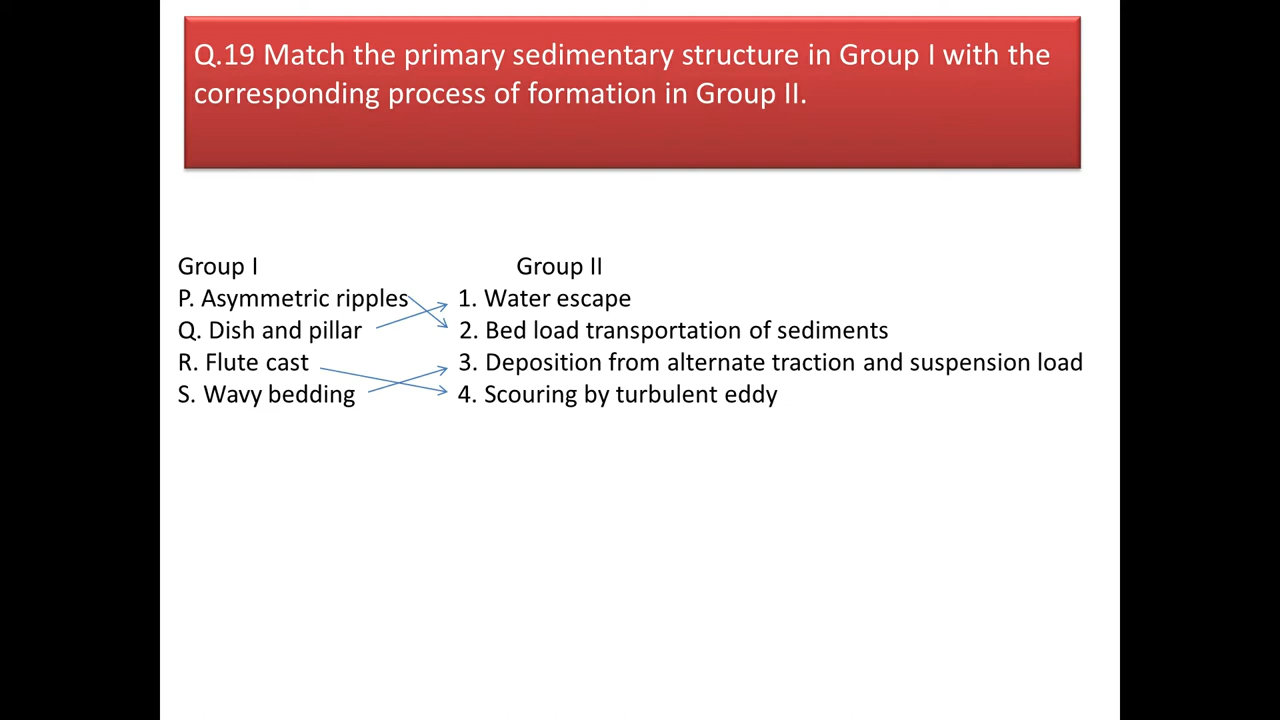 Q.19 Match the primary sedimentary structure in Group I with the
corresponding process of formation in Group II.
Group I Group II
P. Asymmetric ripples 1. Water escape
Q. Dish and pillar 2. Bed load transportation of sediments
R. Flute cast 3. Deposition from alternate traction and suspension load
S. Wavy bedding 4. Scouring by turbulent eddy